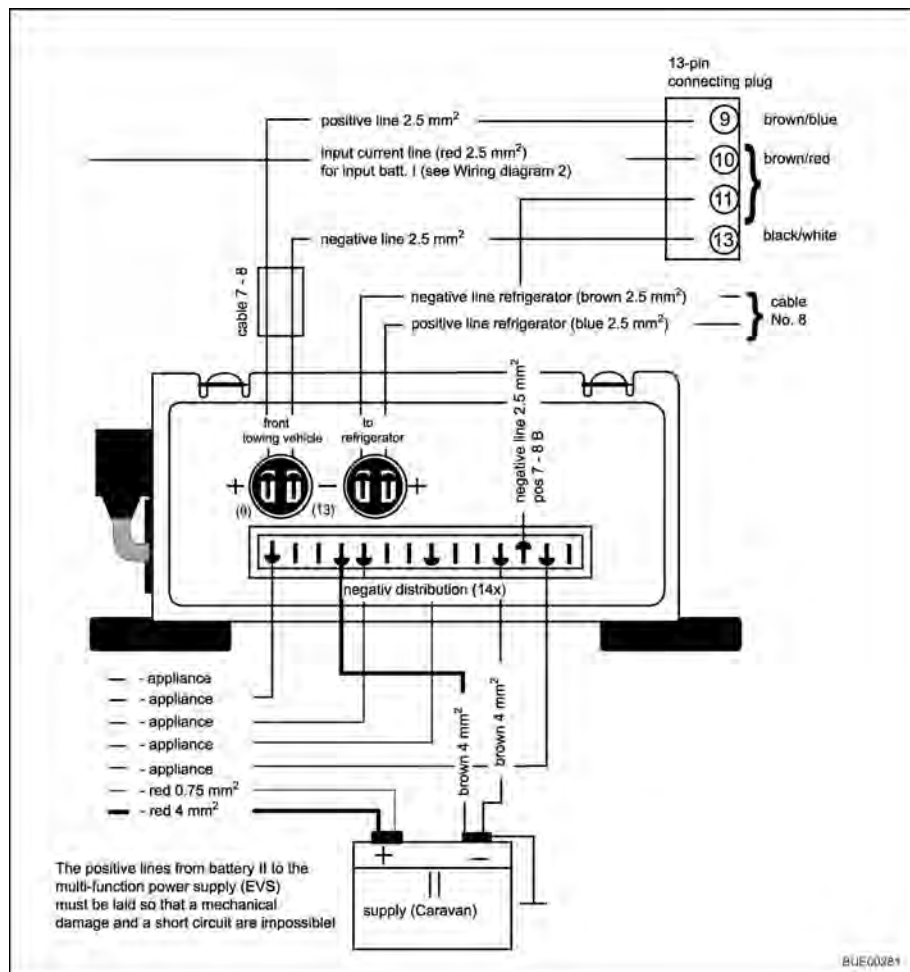 13-pin
connecting plug
positive line 2.5 mm²
9
brown/blue
input current line (red 2.5 mm²)
for input batt. I (see Wiring diagram 2)
10
brown/red
11
negative line 2.5 mm²
13
black/white
cable 7 - 8
negative line refrigerator (brown 2.5 mm²)
positive line refrigerator (blue 2.5 mm²)
cable
No. 8
negative line 2.5 mm²
pos 7 - 8 B
front
towing vehicle
to
refrigerator
+
−
+
(9)
(13)
negativ distribution (14x)
- appliance
- appliance
- appliance
- appliance
- appliance
- red 0.75 mm²
- red 4 mm²
brown 4 mm²
brown 4 mm²
+
−
II
supply (Caravan)
The positive lines from battery II to the
multi-function power supply (EVS)
must be laid so that a mechanical
damage and a short circuit are impossible!
BUE00281